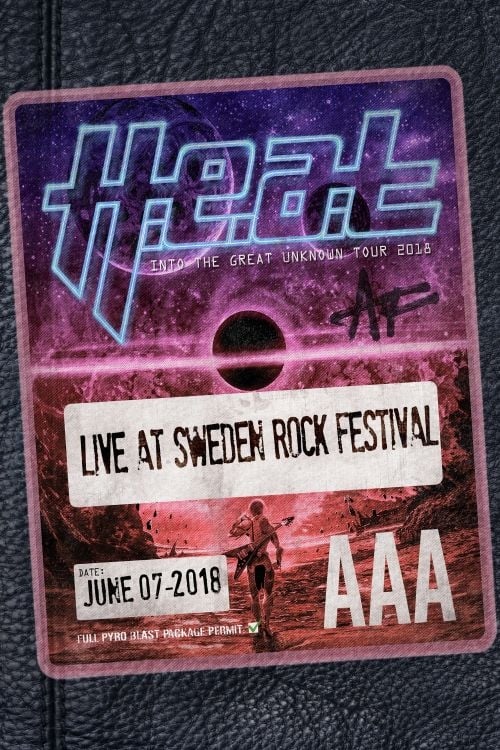 H.e.a.t
INTO THE GREAT UNKNOWN TOUR 2018
AF
LIVE AT SWEDEN ROCK FESTIVAL
DATE:
JUNE 07-2018
AAA
FULL PYRO BLAST PACKAGE PERMIT: ✅